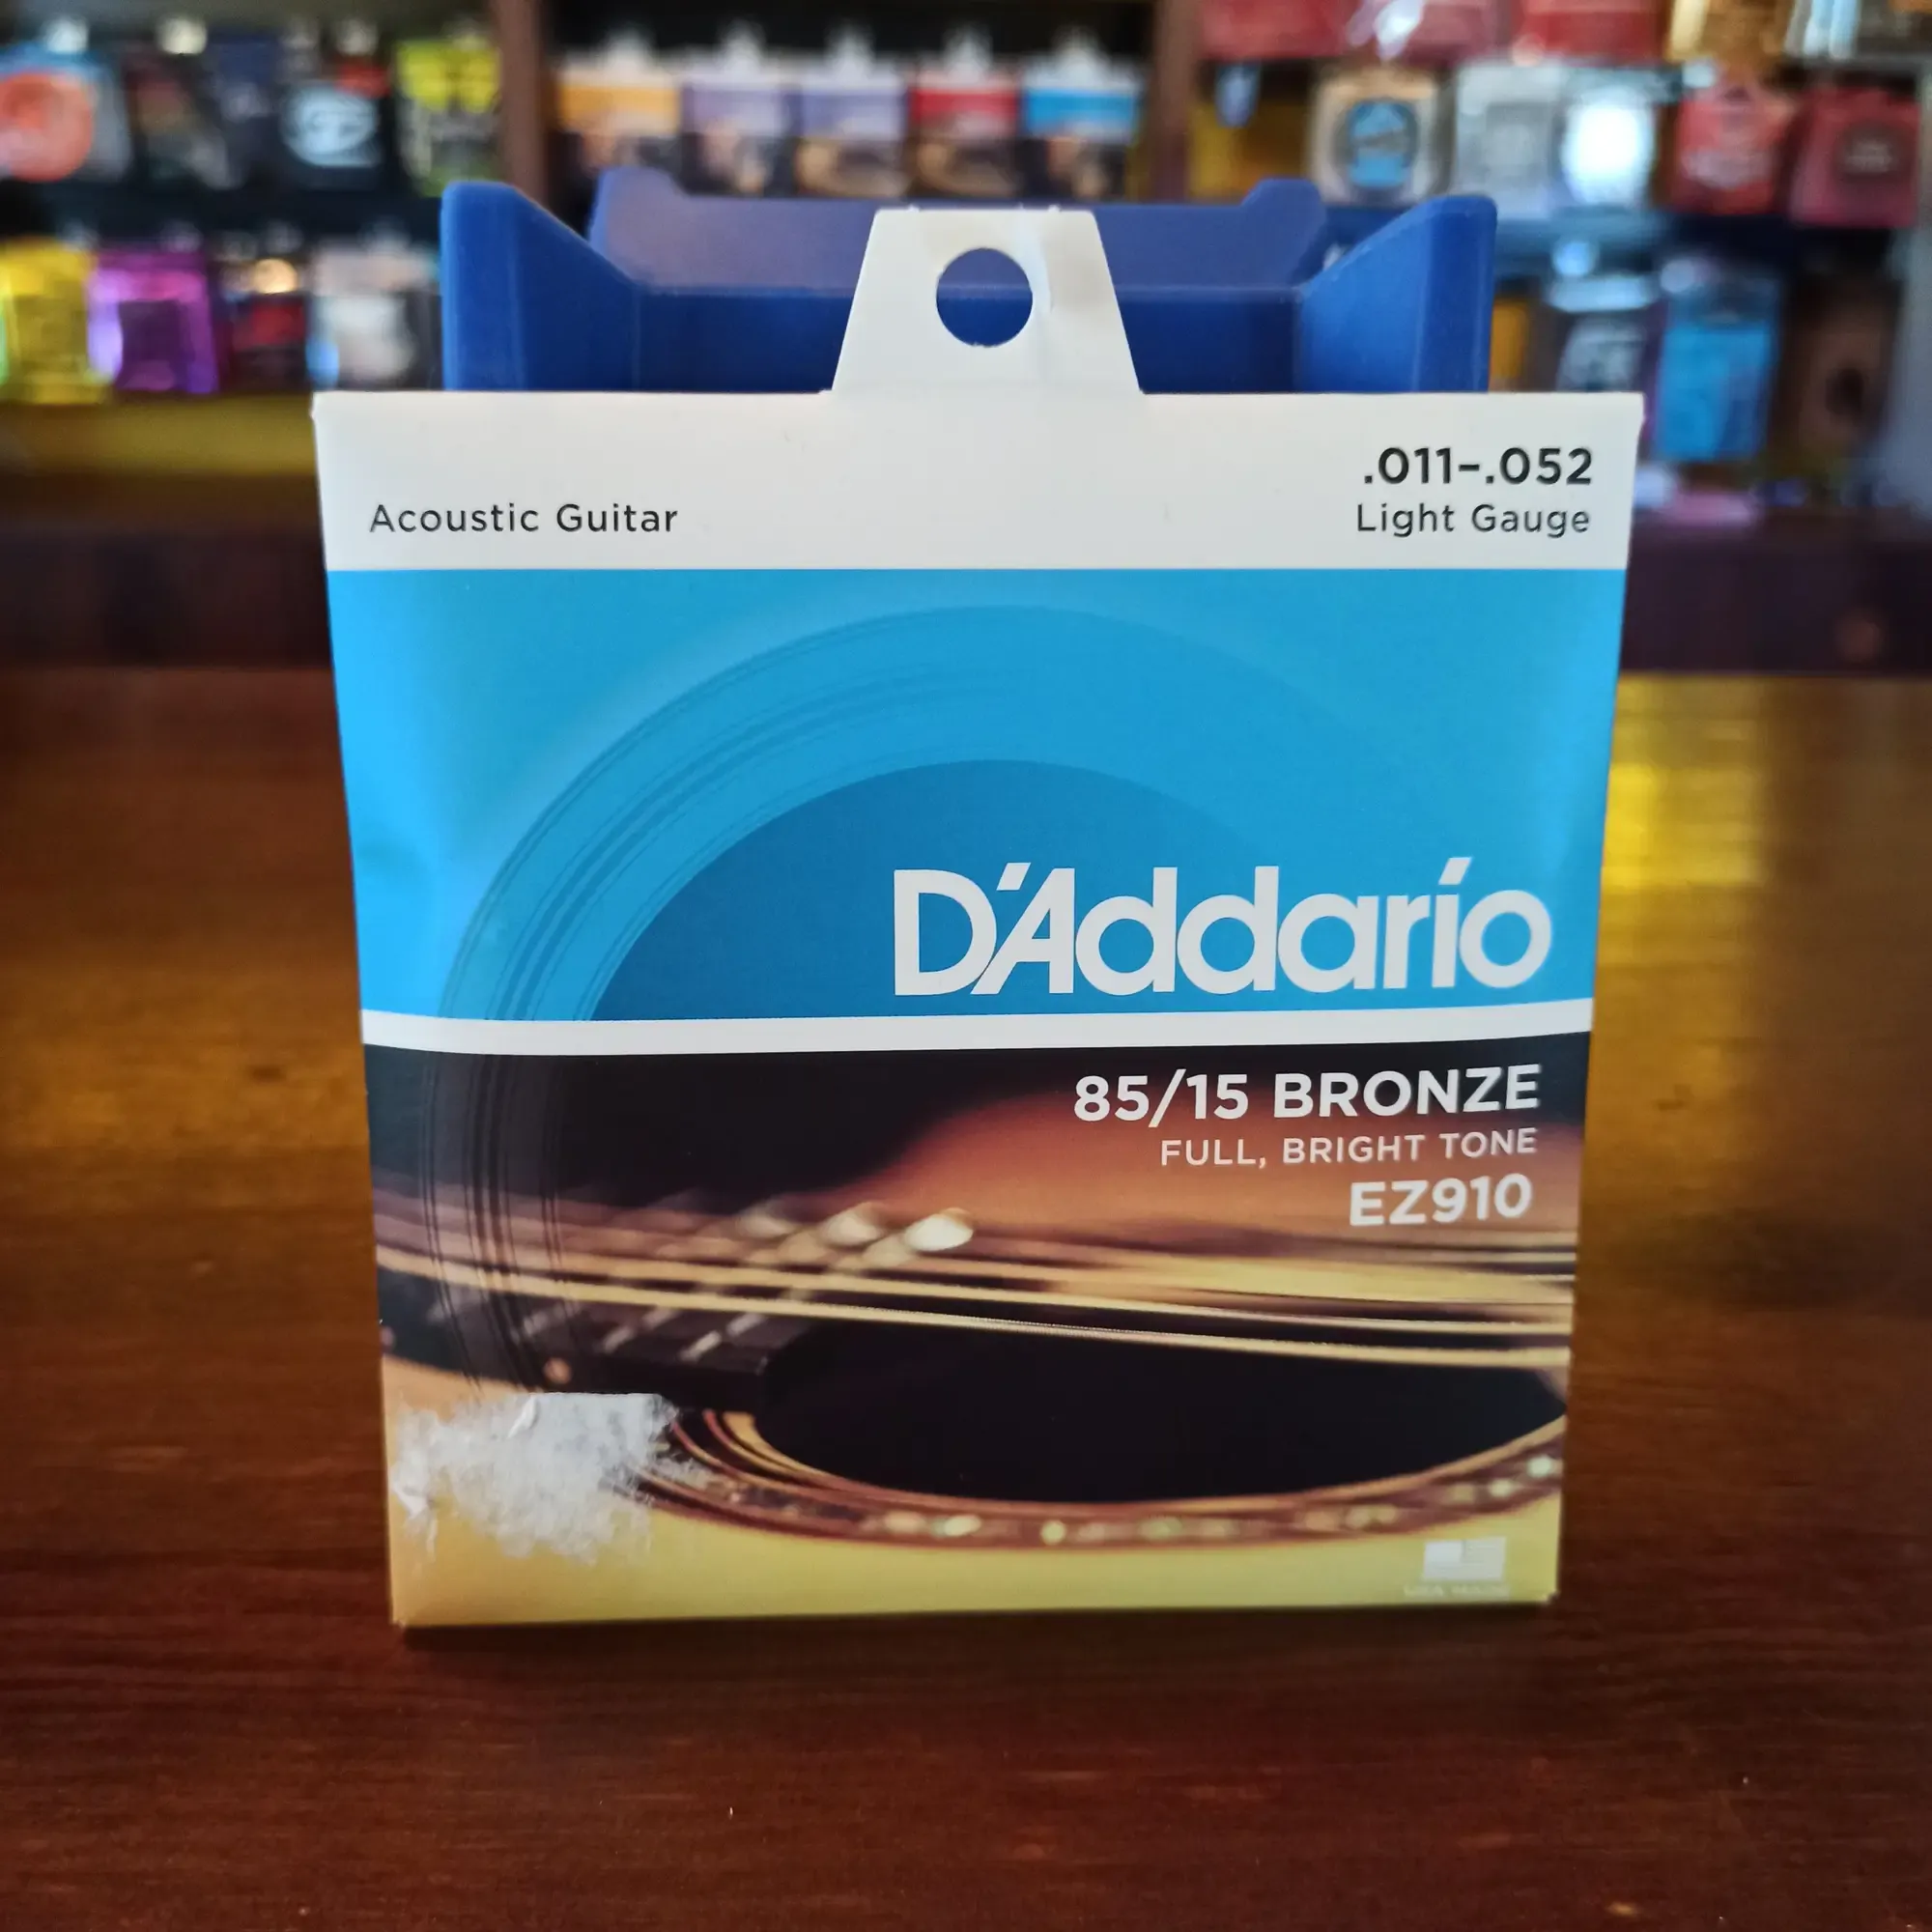 .011–.052
Acoustic Guitar
Light Gauge
D'Addario
85/15 BRONZE
FULL, BRIGHT TONE
EZ910